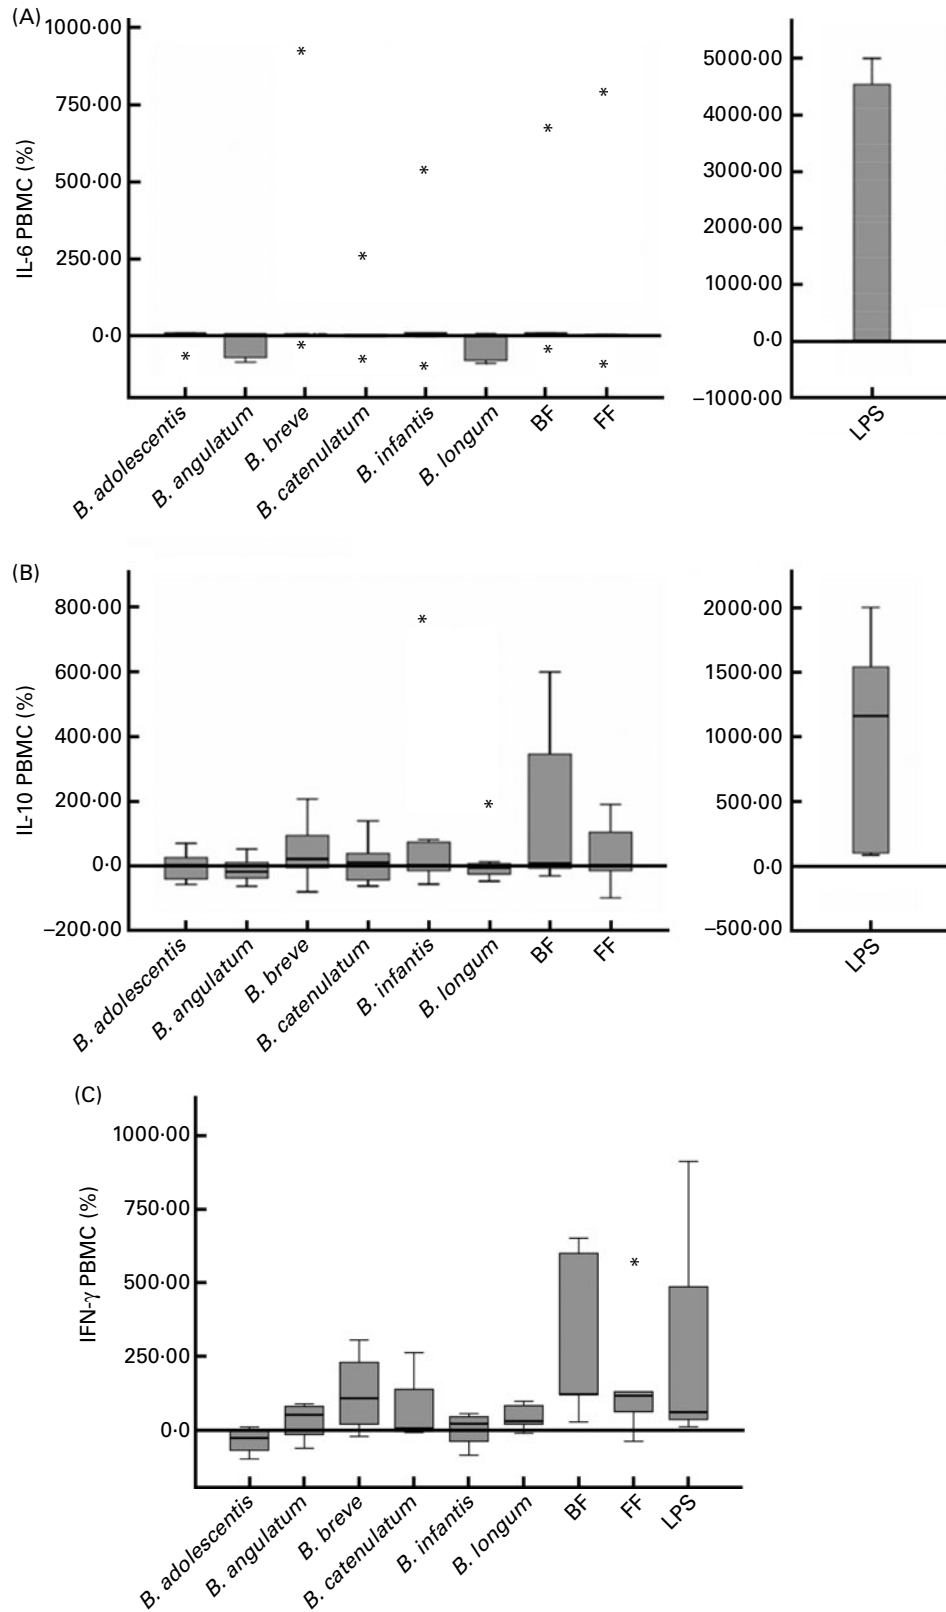 (A)
1000·00
750·00
500·00
250·00
0·0
IL-6 PBMC (%)
*
*
*
*
*
*
*
*
*
*
*
B. adolescentis
B. angulatum
B. breve
B. catenulatum
B. infantis
B. longum
BF
FF
5000·00
4000·00
3000·00
2000·00
1000·00
0·0
–1000·00
LPS
(B)
800·00
600·00
400·00
200·00
0·0
–200·00
IL-10 PBMC (%)
*
*
B. adolescentis
B. angulatum
B. breve
B. catenulatum
B. infantis
B. longum
BF
FF
2000·00
1500·00
1000·00
500·00
0·0
–500·00
LPS
(C)
1000·00
750·00
500·00
250·00
0·0
IFN-γ PBMC (%)
*
B. adolescentis
B. angulatum
B. breve
B. catenulatum
B. infantis
B. longum
BF
FF
LPS